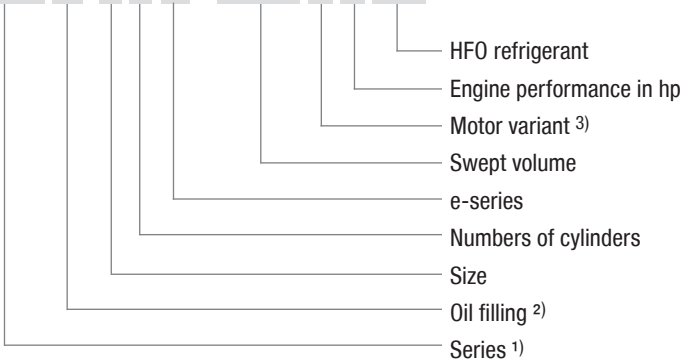 HFO refrigerant
Engine performance in hp
Motor variant 3)
Swept volume
e-series
Numbers of cylinders
Size
Oil filling 2)
Series 1)